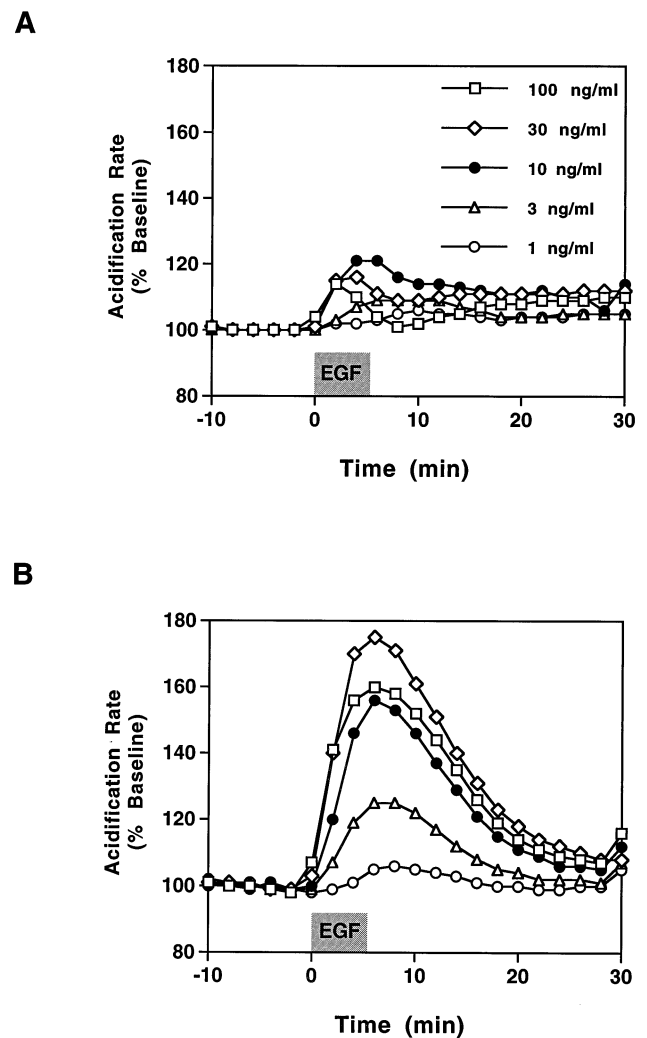 A
180
160
140
120
100
80
Acidification Rate
(% Baseline)
100 ng/ml
30 ng/ml
10 ng/ml
3 ng/ml
1 ng/ml
EGF
-10 0 10 20 30
Time (min)
B
180
160
140
120
100
80
Acidification Rate
(% Baseline)
EGF
-10 0 10 20 30
Time (min)